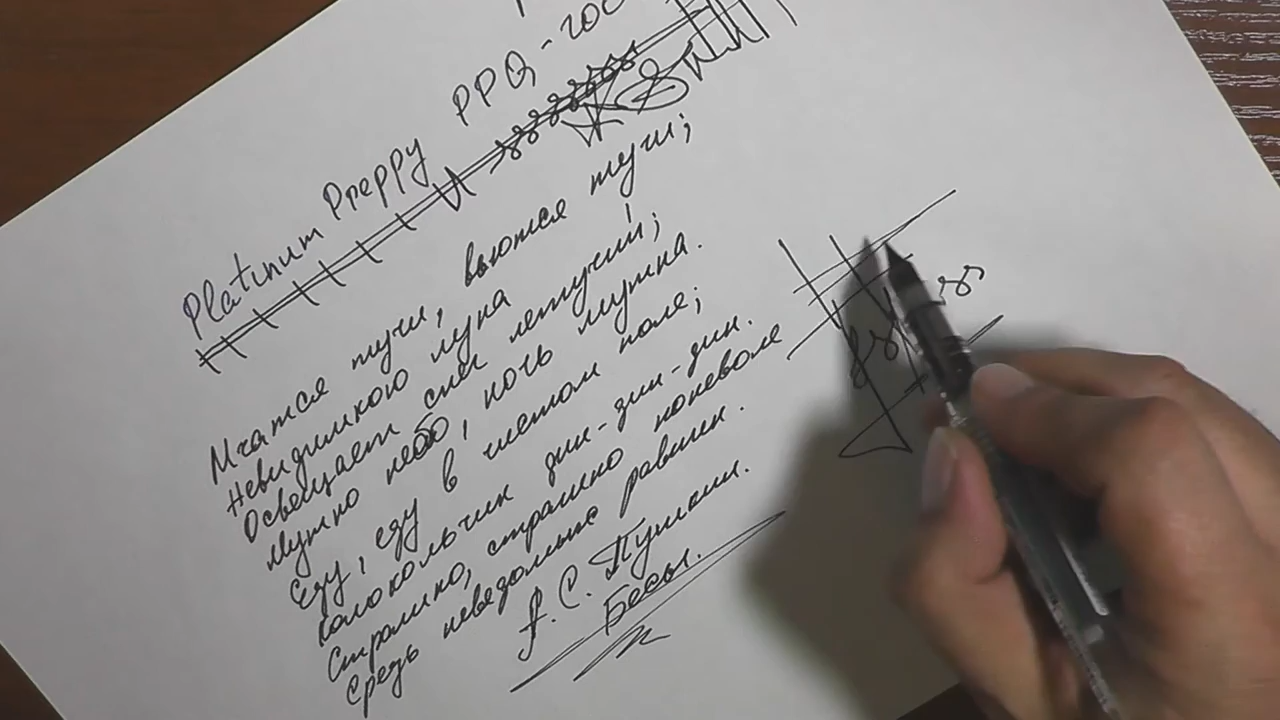 Platinum Preppy PPQ-200
Мчатся тучи, вьются тучи;
Невидимкою луна
Освещает снег летучий;
Мутно небо, ночь мутна.
Еду, еду в чистом поле;
Колокольчик дин-дин-дин.
Страшно, страшно поневоле
Средь неведомых равнин.
А. С. Пушкин.
Бесы.